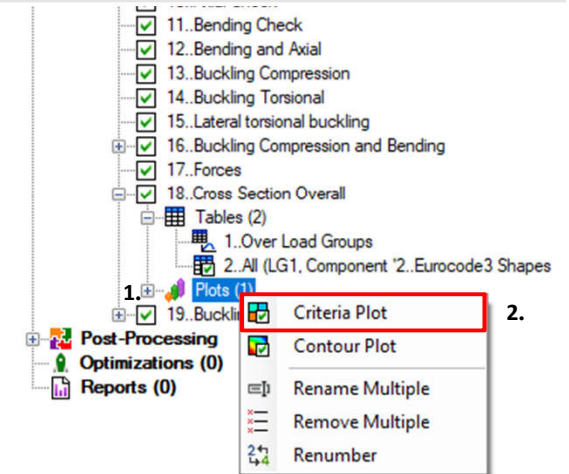 11..Bending Check
12..Bending and Axial
13..Buckling Compression
14..Buckling Torsional
15..Lateral torsional buckling
16..Buckling Compression and Bending
17..Forces
18..Cross Section Overall
Tables (2)
1..Over Load Groups
2..All (LG1, Component '2..Eurocode3 Shapes
1. Plots (1)
19..Bucklin
Criteria Plot 2.
Contour Plot
Post-Processing
Optimizations (0)
Reports (0)
Rename Multiple
Remove Multiple
Renumber